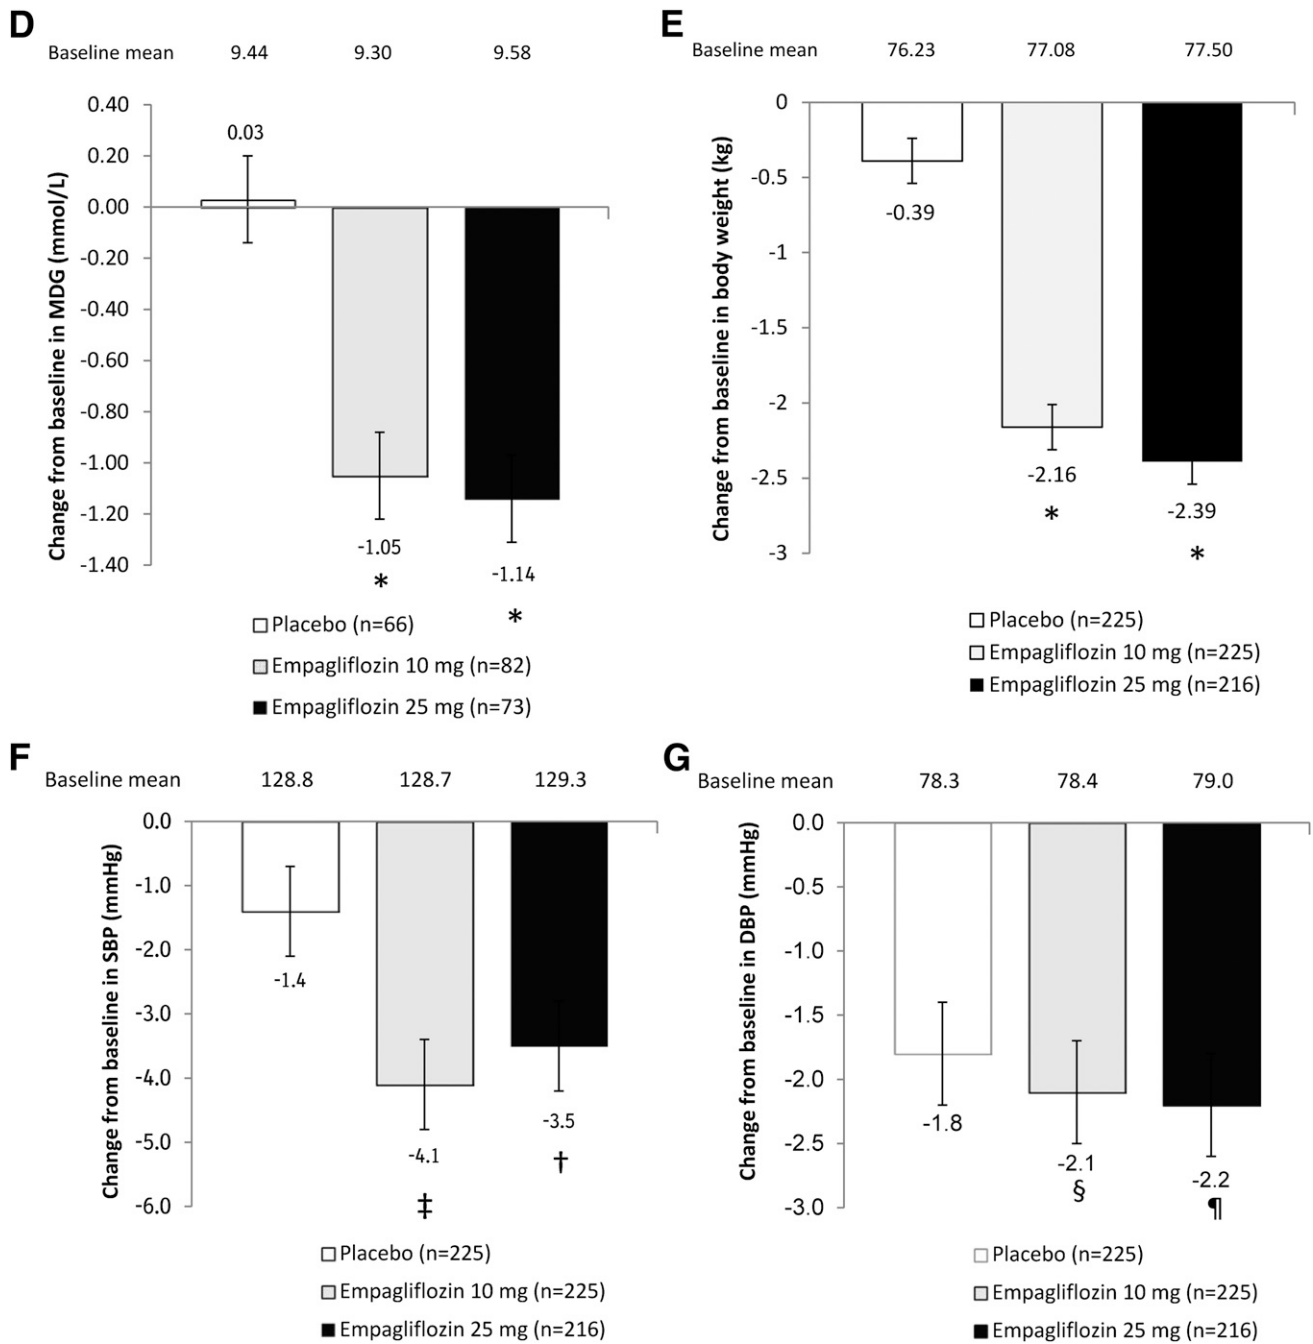 D
Baseline mean 9.44 9.30 9.58
Change from baseline in MDG (mmol/L)
0.40
0.20
0.00
-0.20
-0.40
-0.60
-0.80
-1.00
-1.20
-1.40
0.03
-1.05
*
-1.14
*
Placebo (n=66)
Empagliflozin 10 mg (n=82)
Empagliflozin 25 mg (n=73)
E
Baseline mean 76.23 77.08 77.50
Change from baseline in body weight (kg)
0
-0.5
-1
-1.5
-2
-2.5
-3
-0.39
-2.16
*
-2.39
*
Placebo (n=225)
Empagliflozin 10 mg (n=225)
Empagliflozin 25 mg (n=216)
F
Baseline mean 128.8 128.7 129.3
Change from baseline in SBP (mmHg)
0.0
-1.0
-2.0
-3.0
-4.0
-5.0
-6.0
-1.4
-4.1
‡
-3.5
†
Placebo (n=225)
Empagliflozin 10 mg (n=225)
Empagliflozin 25 mg (n=216)
G
Baseline mean 78.3 78.4 79.0
Change from baseline in DBP (mmHg)
0.0
-0.5
-1.0
-1.5
-2.0
-2.5
-3.0
-1.8
-2.1
§
-2.2
¶
Placebo (n=225)
Empagliflozin 10 mg (n=225)
Empagliflozin 25 mg (n=216)